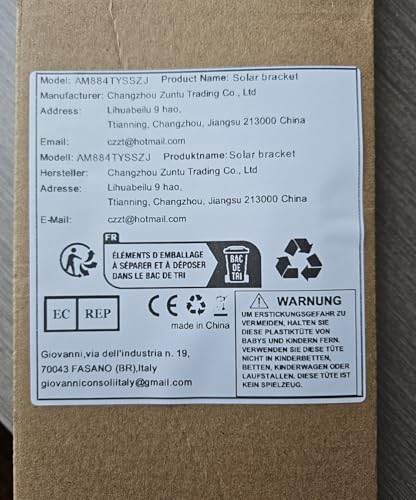 Model: AM884TYSSZJ Product Name: Solar bracket
Manufacturer: Changzhou Zuntu Trading Co., Ltd
Address: Lihuabeilu 9 hao,
Ttianning, Changzhou, Jiangsu 213000 China
Email: czzt@hotmail.com
Modell: AM884TYSSZJ Produktname: Solar bracket
Hersteller: Changzhou Zuntu Trading Co., Ltd
Adresse: Lihuabeilu 9 hao,
Ttianning, Changzhou, Jiangsu 213000 China
E-Mail: czzt@hotmail.com
FR
ÉLÉMENTS D'EMBALLAGE
À SÉPARER ET À DÉPOSER
DANS LE BAC DE TRI
BAC
DE TRI
EC REP
CE
made in China
Giovanni,via dell'industria n. 19,
70043 FASANO (BR),Italy
giovanniconsoliitaly@gmail.com
WARNUNG
UM ERSTICKUNGSGEFAHR ZU
VERMEIDEN, HALTEN SIE
DIESE PLASTIKTÜTE VON
BABYS UND KINDERN FERN.
VERWENDEN SIE DIESE TÜTE
NICHT IN KINDERBETTEN,
BETTEN, KINDERWAGEN ODER
LAUFSTALLEN. DIESE TÜTE IST
KEIN SPIELZEUG.